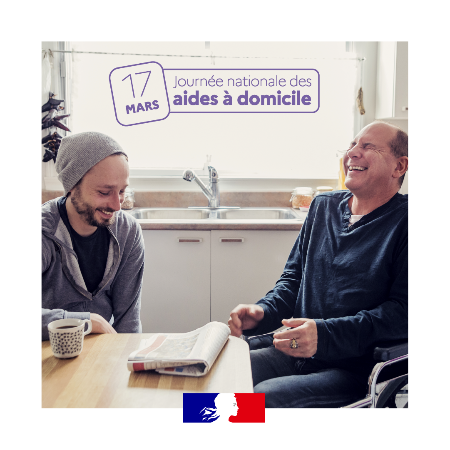 17
MARS
Journée nationale des
aides à domicile